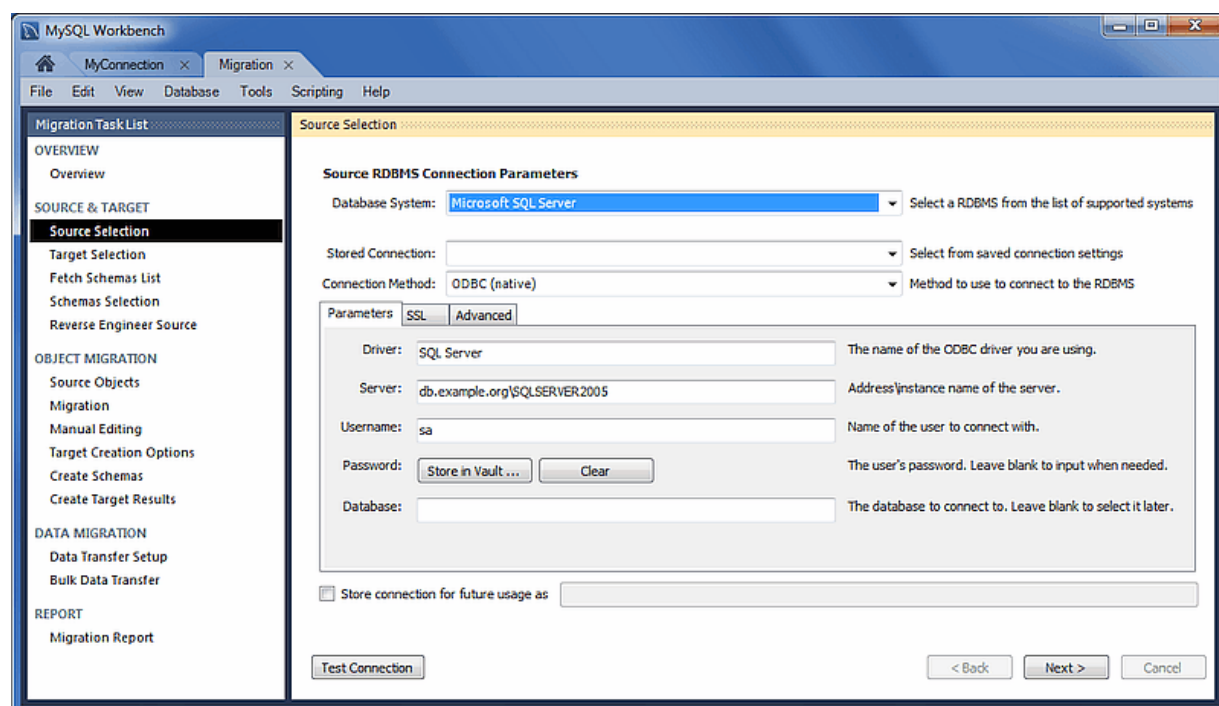 MySQL Workbench
MyConnection × Migration ×
File Edit View Database Tools Scripting Help
Migration Task List
OVERVIEW
Overview
SOURCE & TARGET
Source Selection
Target Selection
Fetch Schemas List
Schemas Selection
Reverse Engineer Source
OBJECT MIGRATION
Source Objects
Migration
Manual Editing
Target Creation Options
Create Schemas
Create Target Results
DATA MIGRATION
Data Transfer Setup
Bulk Data Transfer
REPORT
Migration Report
Source Selection
Source RDBMS Connection Parameters
Database System: Microsoft SQL Server Select a RDBMS from the list of supported systems
Stored Connection: Select from saved connection settings
Connection Method: ODBC (native) Method to use to connect to the RDBMS
Parameters SSL Advanced
Driver: SQL Server The name of the ODBC driver you are using.
Server: db.example.org\SQLSERVER2005 Address\instance name of the server.
Username: sa Name of the user to connect with.
Password: Store in Vault ... Clear The user's password. Leave blank to input when needed.
Database: The database to connect to. Leave blank to select it later.
Store connection for future usage as
Test Connection < Back Next > Cancel